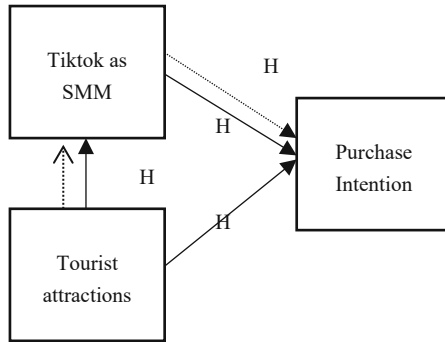 Tiktok as
SMM
H
H
Purchase
Intention
H
H
Tourist
attractions